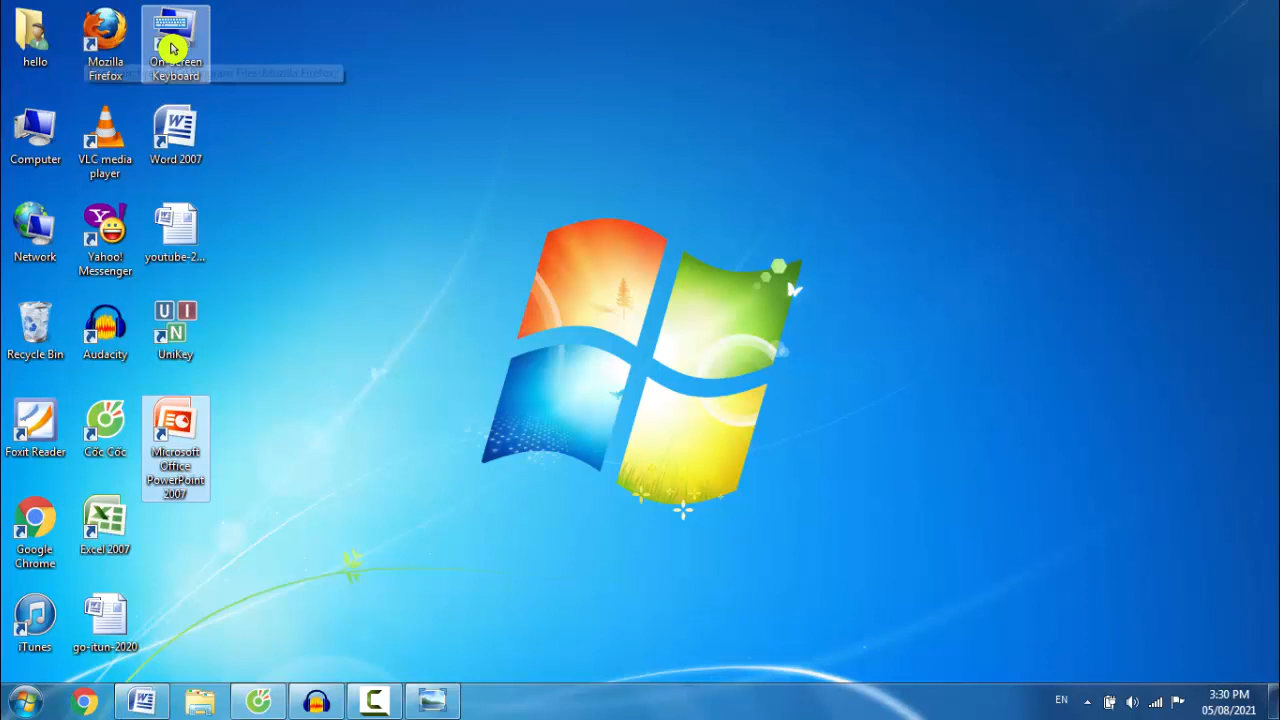 hello
Mozilla
Firefox
On-Screen
Keyboard
Computer
VLC media
player
Word 2007
Network
Yahoo!
Messenger
youtube-2...
Recycle Bin
Audacity
U I
N
UniKey
Foxit Reader
Cốc Cốc
Microsoft
Office
PowerPoint
2007
Google
Chrome
Excel 2007
iTunes
go-itun-2020
EN
3:30 PM
05/08/2021